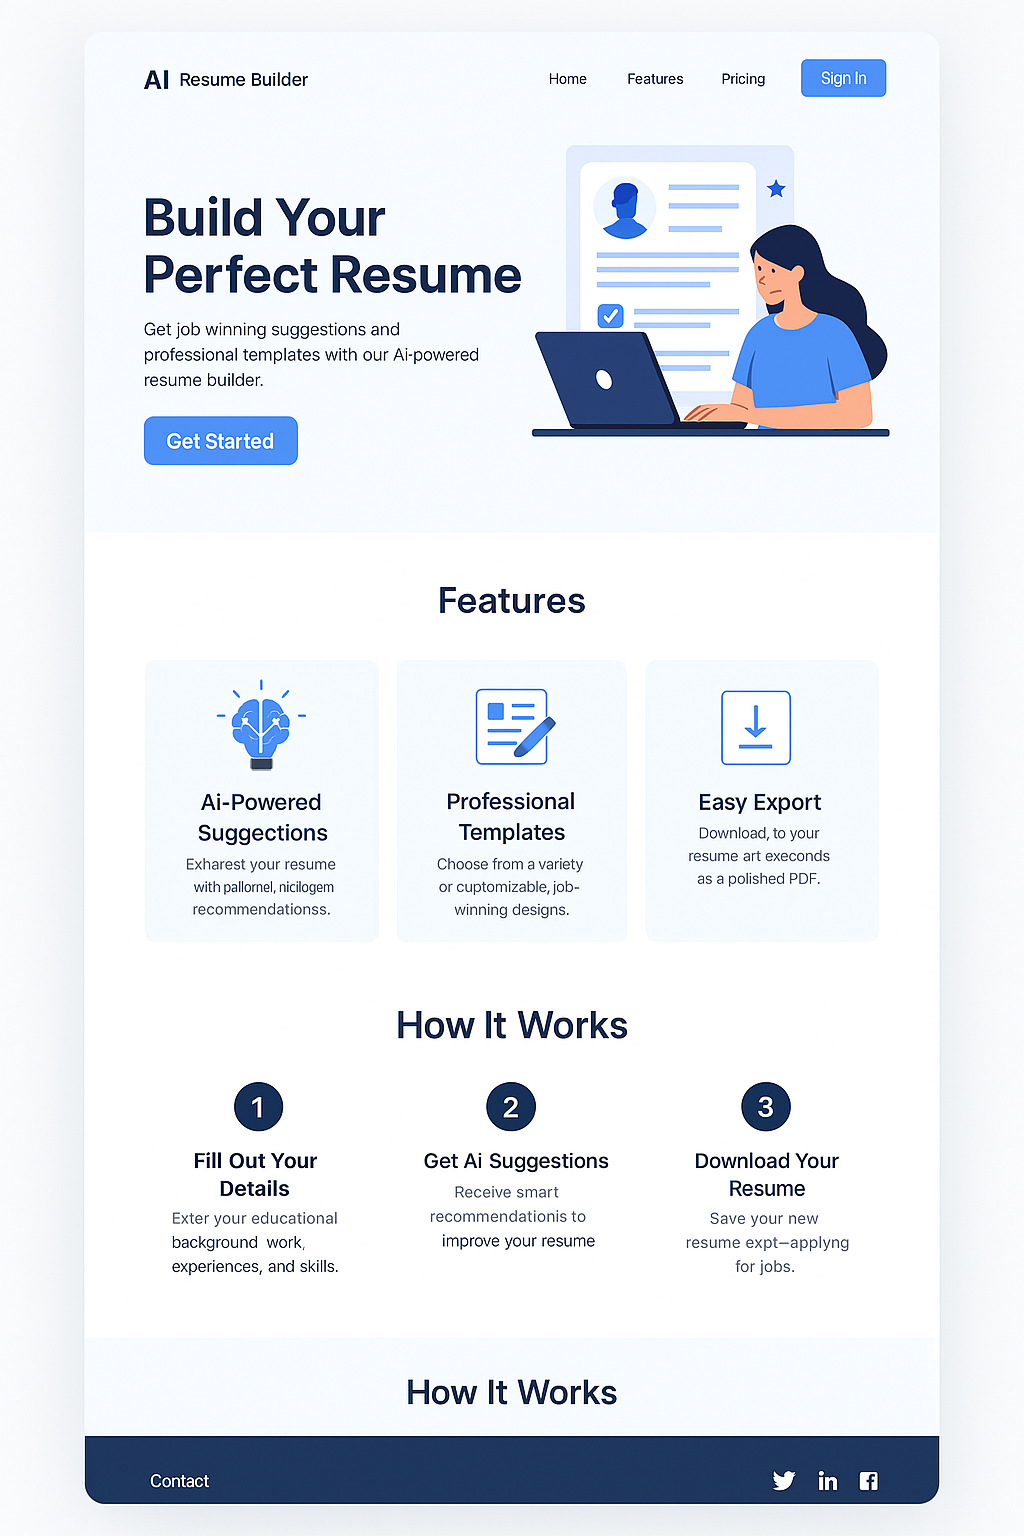 AI Resume Builder
Home Features Pricing Sign In
Build Your
Perfect Resume
Get job winning suggestions and
professional templates with our Ai-powered
resume builder.
Get Started
Features
Ai-Powered
Suggections
Exharest your resume
with pallornel, nicilogem
recommendationss.
Professional
Templates
Choose from a variety
or cuptomizable, job-
winning designs.
Easy Export
Download, to your
resume art execonds
as a polished PDF.
How It Works
1
Fill Out Your
Details
Exter your educational
background work,
experiences, and skills.
2
Get Ai Suggestions
Receive smart
recommendationis to
improve your resume
3
Download Your
Resume
Save your new
resume expt–applyng
for jobs.
How It Works
Contact